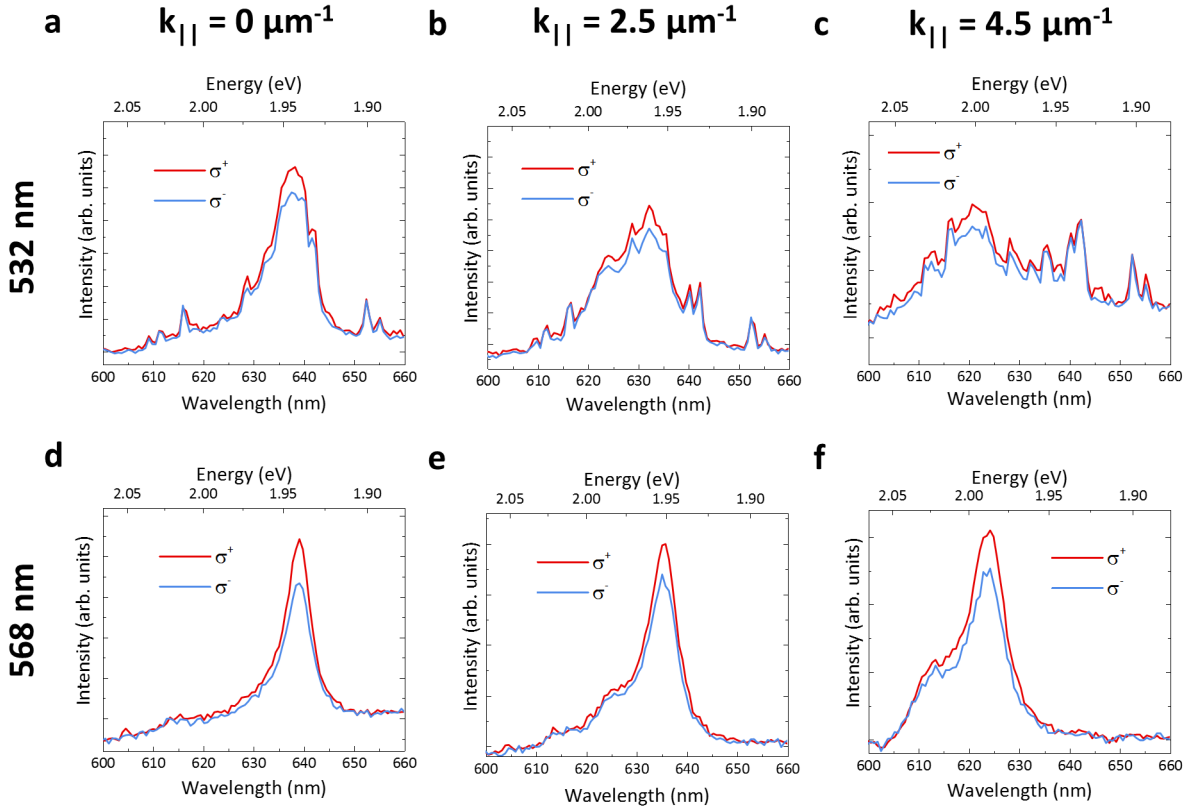 a k|| = 0 µm-1 b k|| = 2.5 µm-1 c k|| = 4.5 µm-1
532 nm
Energy (eV)
2.05 2.00 1.95 1.90
σ+
σ-
Intensity (arb. units)
600 610 620 630 640 650 660
Wavelength (nm)
Energy (eV)
2.05 2.00 1.95 1.90
σ+
σ-
Intensity (arb. units)
600 610 620 630 640 650 660
Wavelength (nm)
Energy (eV)
2.05 2.00 1.95 1.90
σ+
σ-
Intensity (arb. units)
600 610 620 630 640 650 660
Wavelength (nm)
568 nm
d
Energy (eV)
2.05 2.00 1.95 1.90
σ+
σ-
Intensity (arb. units)
600 610 620 630 640 650 660
Wavelength (nm)
e
Energy (eV)
2.05 2.00 1.95 1.90
σ+
σ-
Intensity (arb. units)
600 610 620 630 640 650 660
Wavelength (nm)
f
Energy (eV)
2.05 2.00 1.95 1.90
σ+
σ-
Intensity (arb. units)
600 610 620 630 640 650 660
Wavelength (nm)